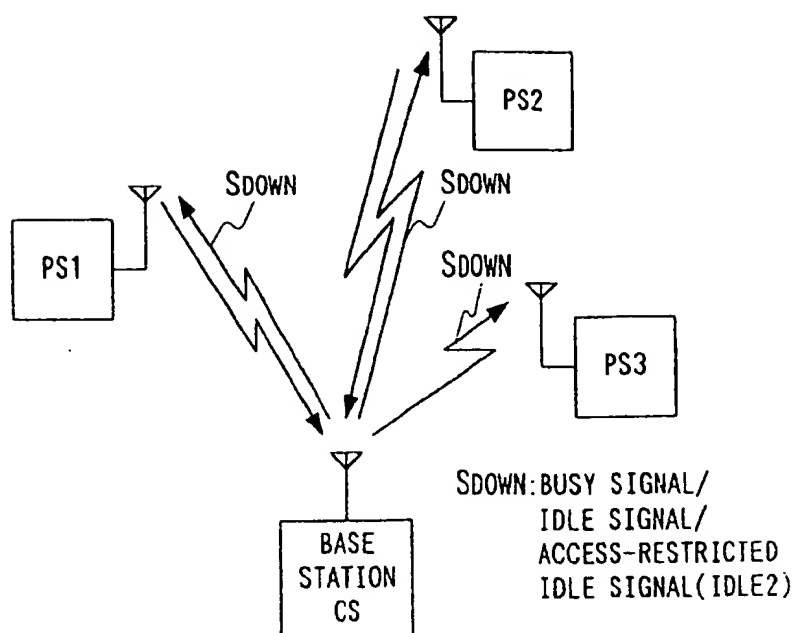 PS2
SDOWN
SDOWN
PS1
SDOWN
PS3
SDOWN:BUSY SIGNAL/
IDLE SIGNAL/
ACCESS-RESTRICTED
IDLE SIGNAL(IDLE2)
BASE
STATION
CS